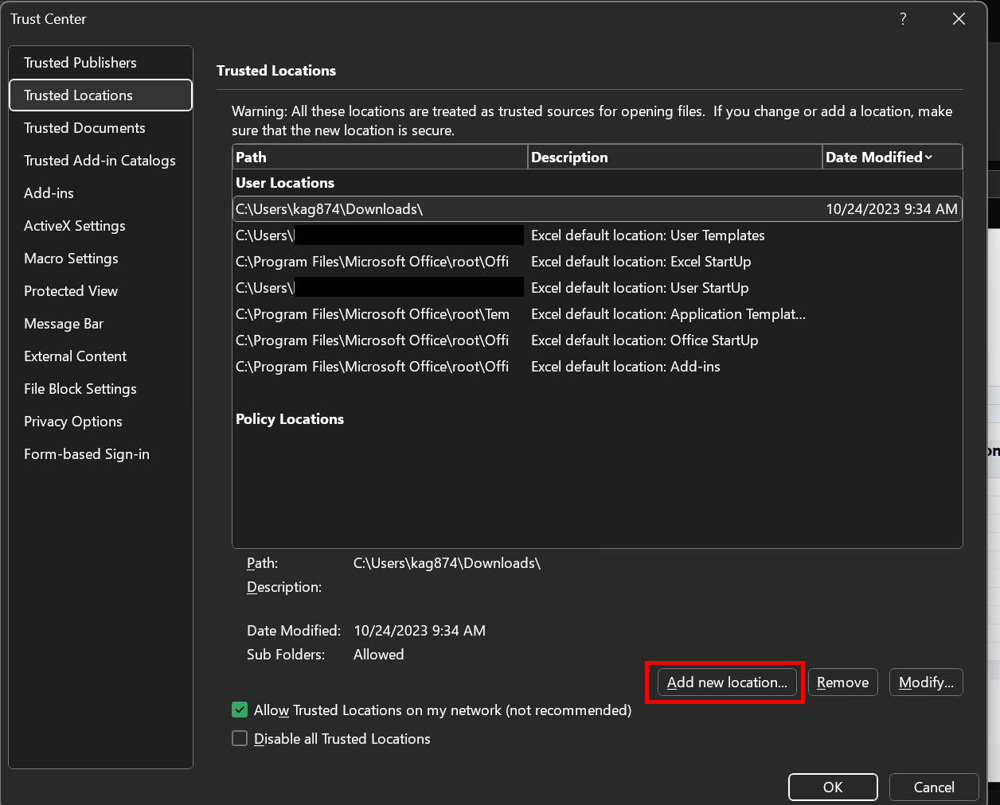 Trust Center
?
Trusted Publishers
Trusted Locations
Trusted Documents
Trusted Add-in Catalogs
Add-ins
ActiveX Settings
Macro Settings
Protected View
Message Bar
External Content
File Block Settings
Privacy Options
Form-based Sign-in
Trusted Locations
Warning: All these locations are treated as trusted sources for opening files.  If you change or add a location, make
sure that the new location is secure.
Path Description Date Modified
User Locations
C:\Users\kag874\Downloads\ 10/24/2023 9:34 AM
C:\Users\ Excel default location: User Templates
C:\Program Files\Microsoft Office\root\Offi Excel default location: Excel StartUp
C:\Users\ Excel default location: User StartUp
C:\Program Files\Microsoft Office\root\Tem Excel default location: Application Templat...
C:\Program Files\Microsoft Office\root\Offi Excel default location: Office StartUp
C:\Program Files\Microsoft Office\root\Offi Excel default location: Add-ins
Policy Locations
Path: C:\Users\kag874\Downloads\
Description:
Date Modified: 10/24/2023 9:34 AM
Sub Folders: Allowed
Add new location... Remove Modify...
Allow Trusted Locations on my network (not recommended)
Disable all Trusted Locations
OK Cancel